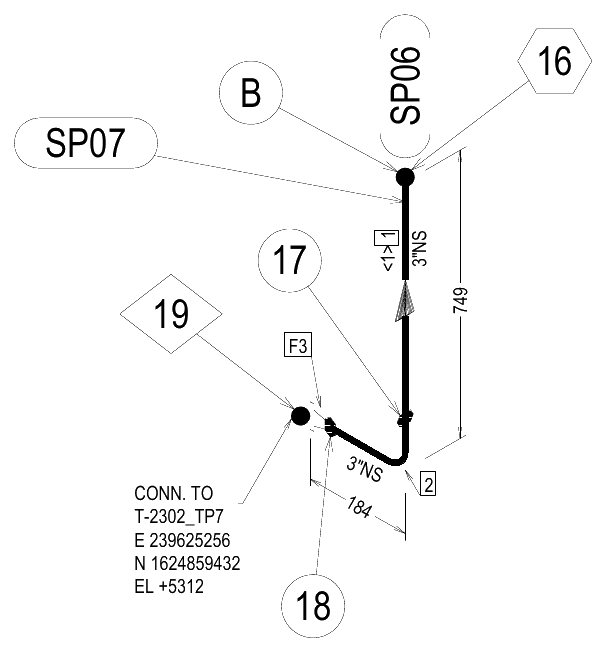 16
SP06
B
SP07
<1> 1
3"NS
17
749
19
F3
3"NS
2
184
CONN. TO
T-2302_TP7
E 239625256
N 1624859432
EL +5312
18